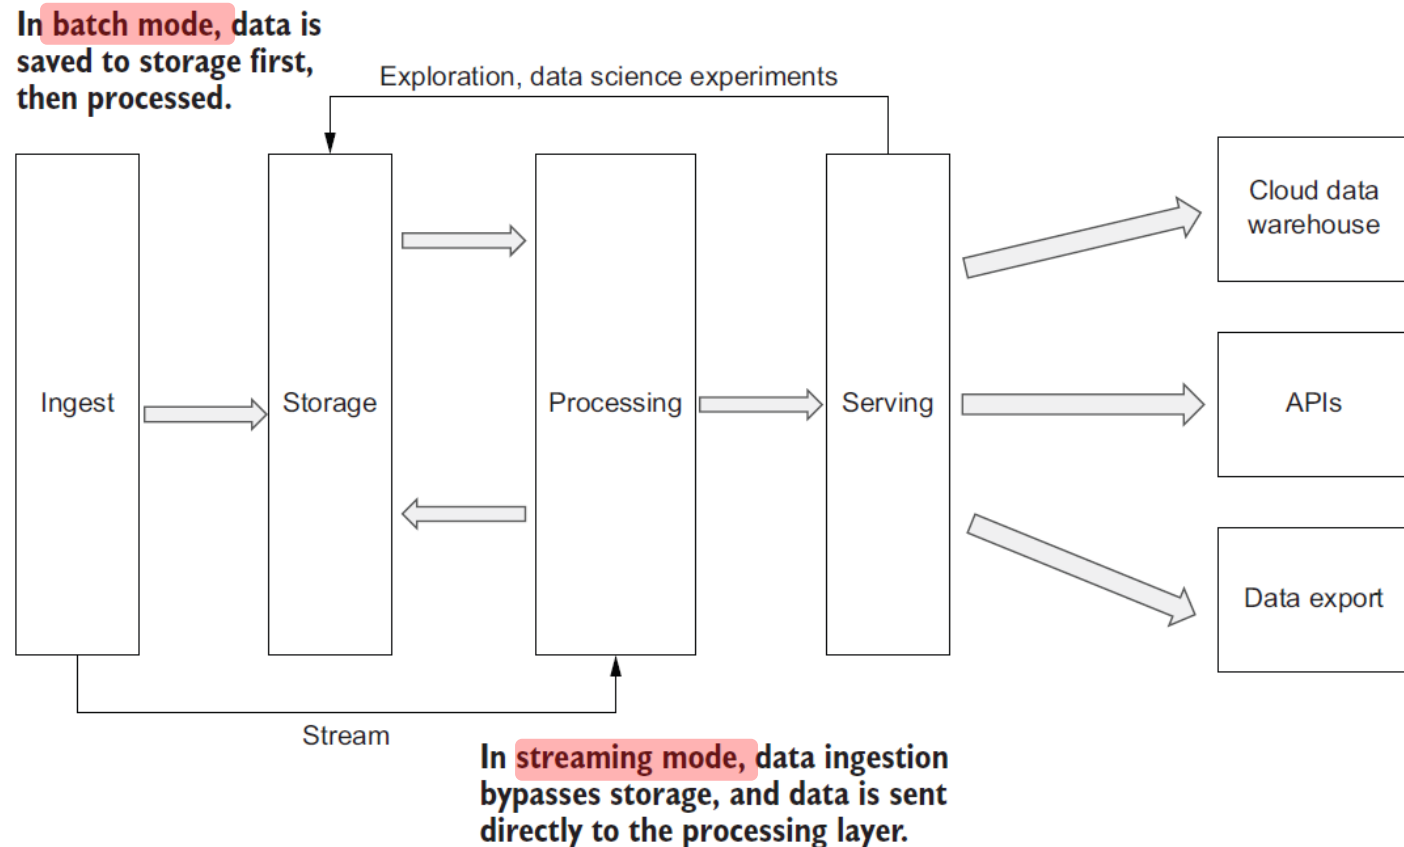 In batch mode, data is
saved to storage first,
then processed.
Exploration, data science experiments
Ingest
Storage
Processing
Serving
Cloud data
warehouse
APIs
Data export
Stream
In streaming mode, data ingestion
bypasses storage, and data is sent
directly to the processing layer.